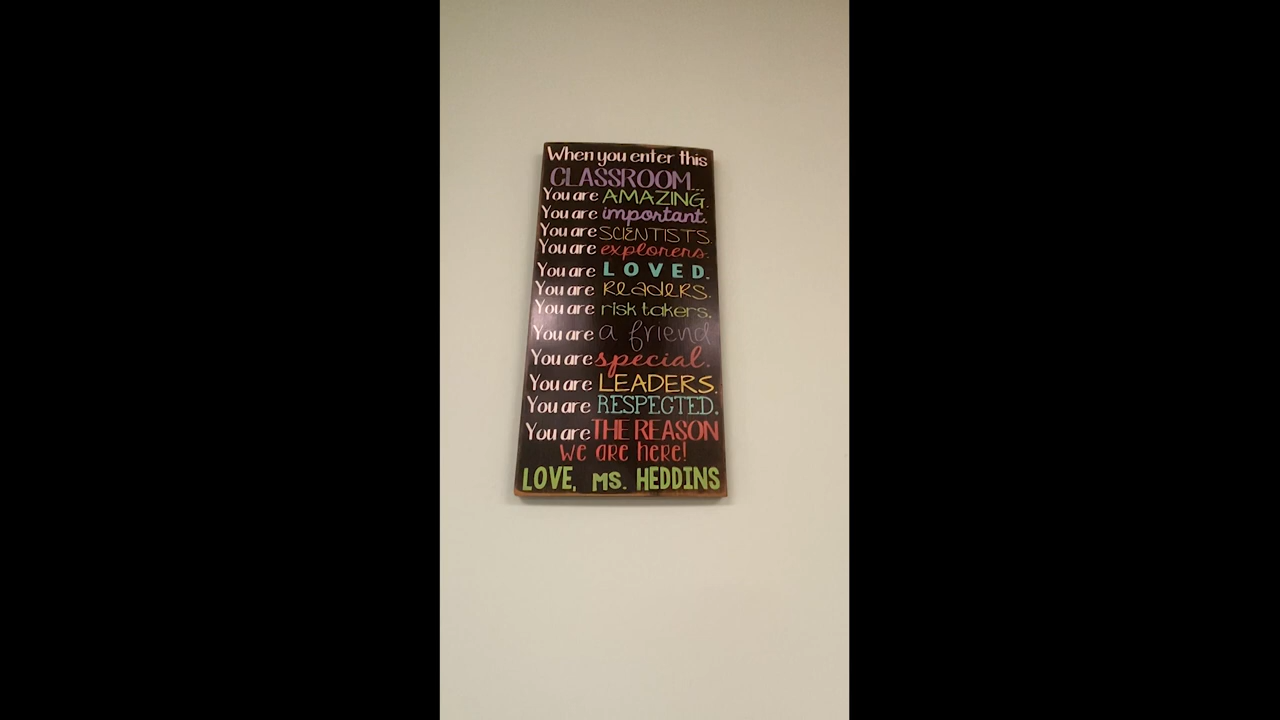 When you enter this
CLASSROOM...
You are AMAZING.
You are important.
You are SCIENTISTS.
You are explorers.
You are LOVED.
You are ReadeRS.
You are risk takers.
You are a friend
You are special.
You are LEADERS.
You are RESPECTED.
You are THE REASON
we are here!
LOVE, MS. HEDDINS